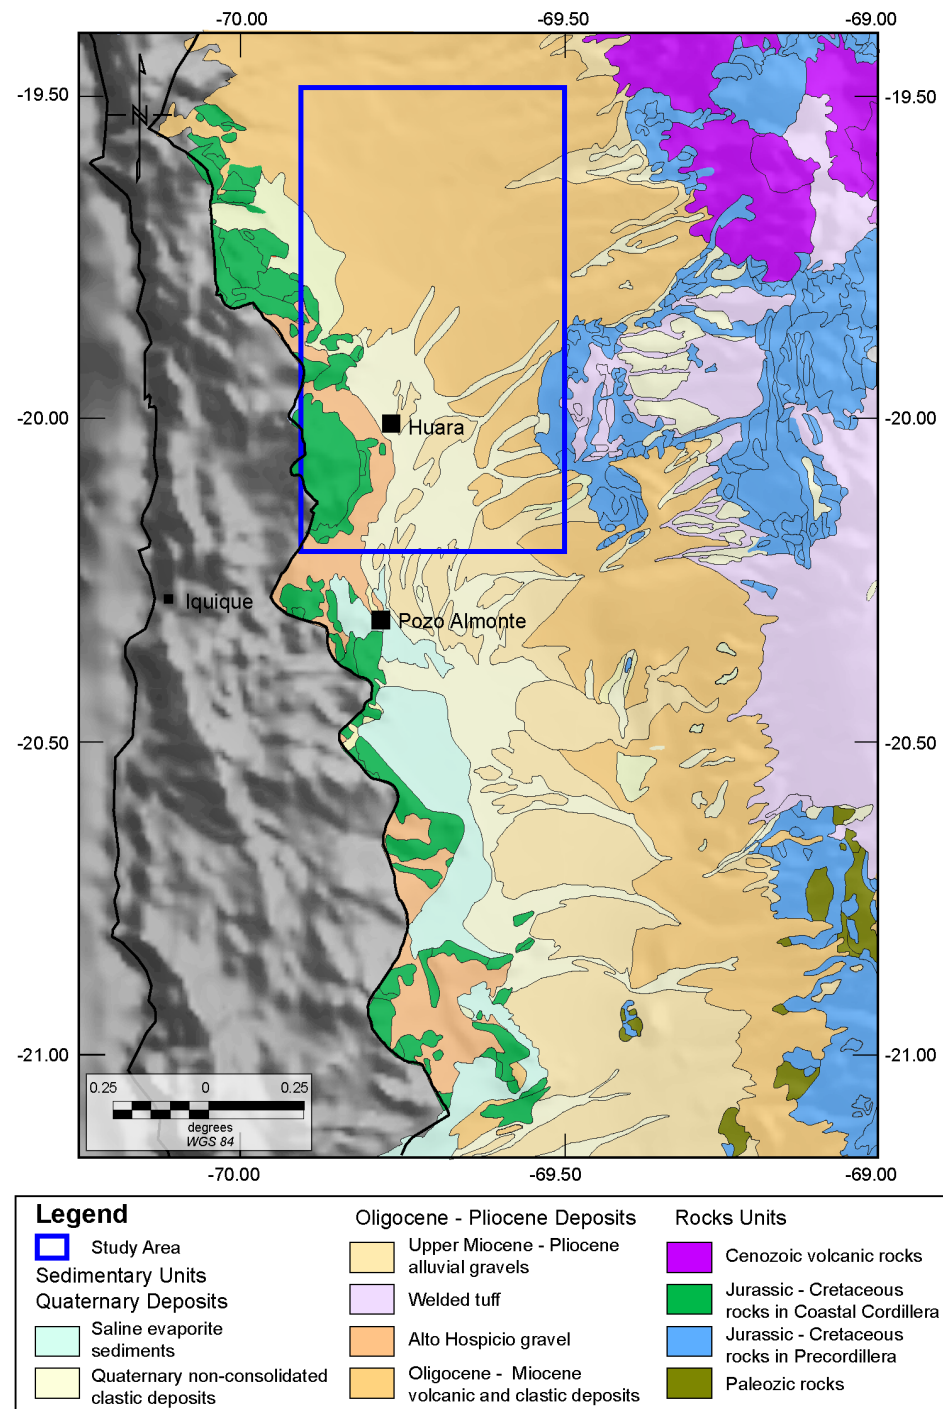 -70.00
-69.50
-69.00
-19.50
-19.50
N
-20.00
-20.00
Huara
Iquique
Pozo Almonte
-20.50
-20.50
-21.00
-21.00
0.25
0
0.25
degrees
WGS 84
-70.00
-69.50
-69.00
Legend
Study Area
Sedimentary Units
Quaternary Deposits
Saline evaporite
sediments
Quaternary non-consolidated
clastic deposits
Oligocene - Pliocene Deposits
Upper Miocene - Pliocene
alluvial gravels
Welded tuff
Alto Hospicio gravel
Oligocene - Miocene
volcanic and clastic deposits
Rocks Units
Cenozoic volcanic rocks
Jurassic - Cretaceous
rocks in Coastal Cordillera
Jurassic - Cretaceous
rocks in Precordillera
Paleozic rocks